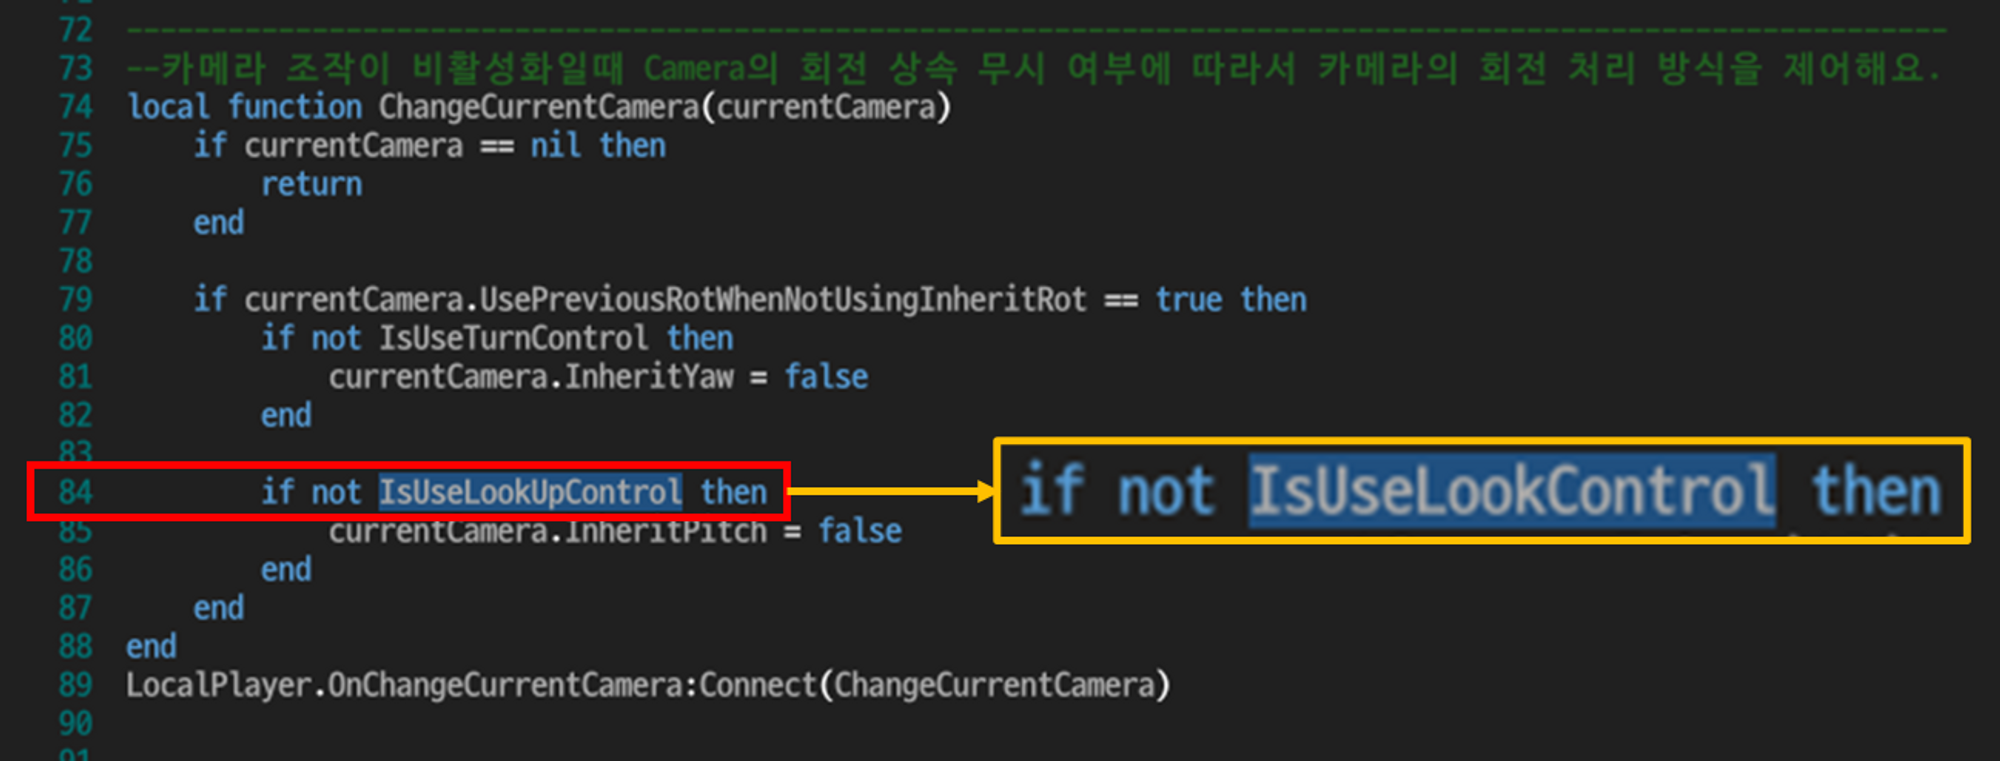 72 ------------------------------------------------------------------------------------------------------------
73 --카메라 조작이 비활성화일때 Camera의 회전 상속 무시 여부에 따라서 카메라의 회전 처리 방식을 제어해요.
74 local function ChangeCurrentCamera(currentCamera)
75     if currentCamera == nil then
76         return
77     end
78
79     if currentCamera.UsePreviousRotWhenNotUsingInheritRot == true then
80         if not IsUseTurnControl then
81             currentCamera.InheritYaw = false
82         end
83
84         if not IsUseLookUpControl then
if not IsUseLookControl then
85             currentCamera.InheritPitch = false
86         end
87     end
88 end
89 LocalPlayer.OnChangeCurrentCamera:Connect(ChangeCurrentCamera)
90
91